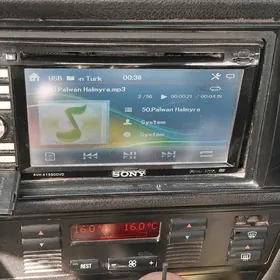 USB
Turk
00:38
50.Palwan Halmyra.mp3
2 / 56
00:00:21
50.Palwan Halmyra
System
System
SONY
16.0°C 16.0°C
REST